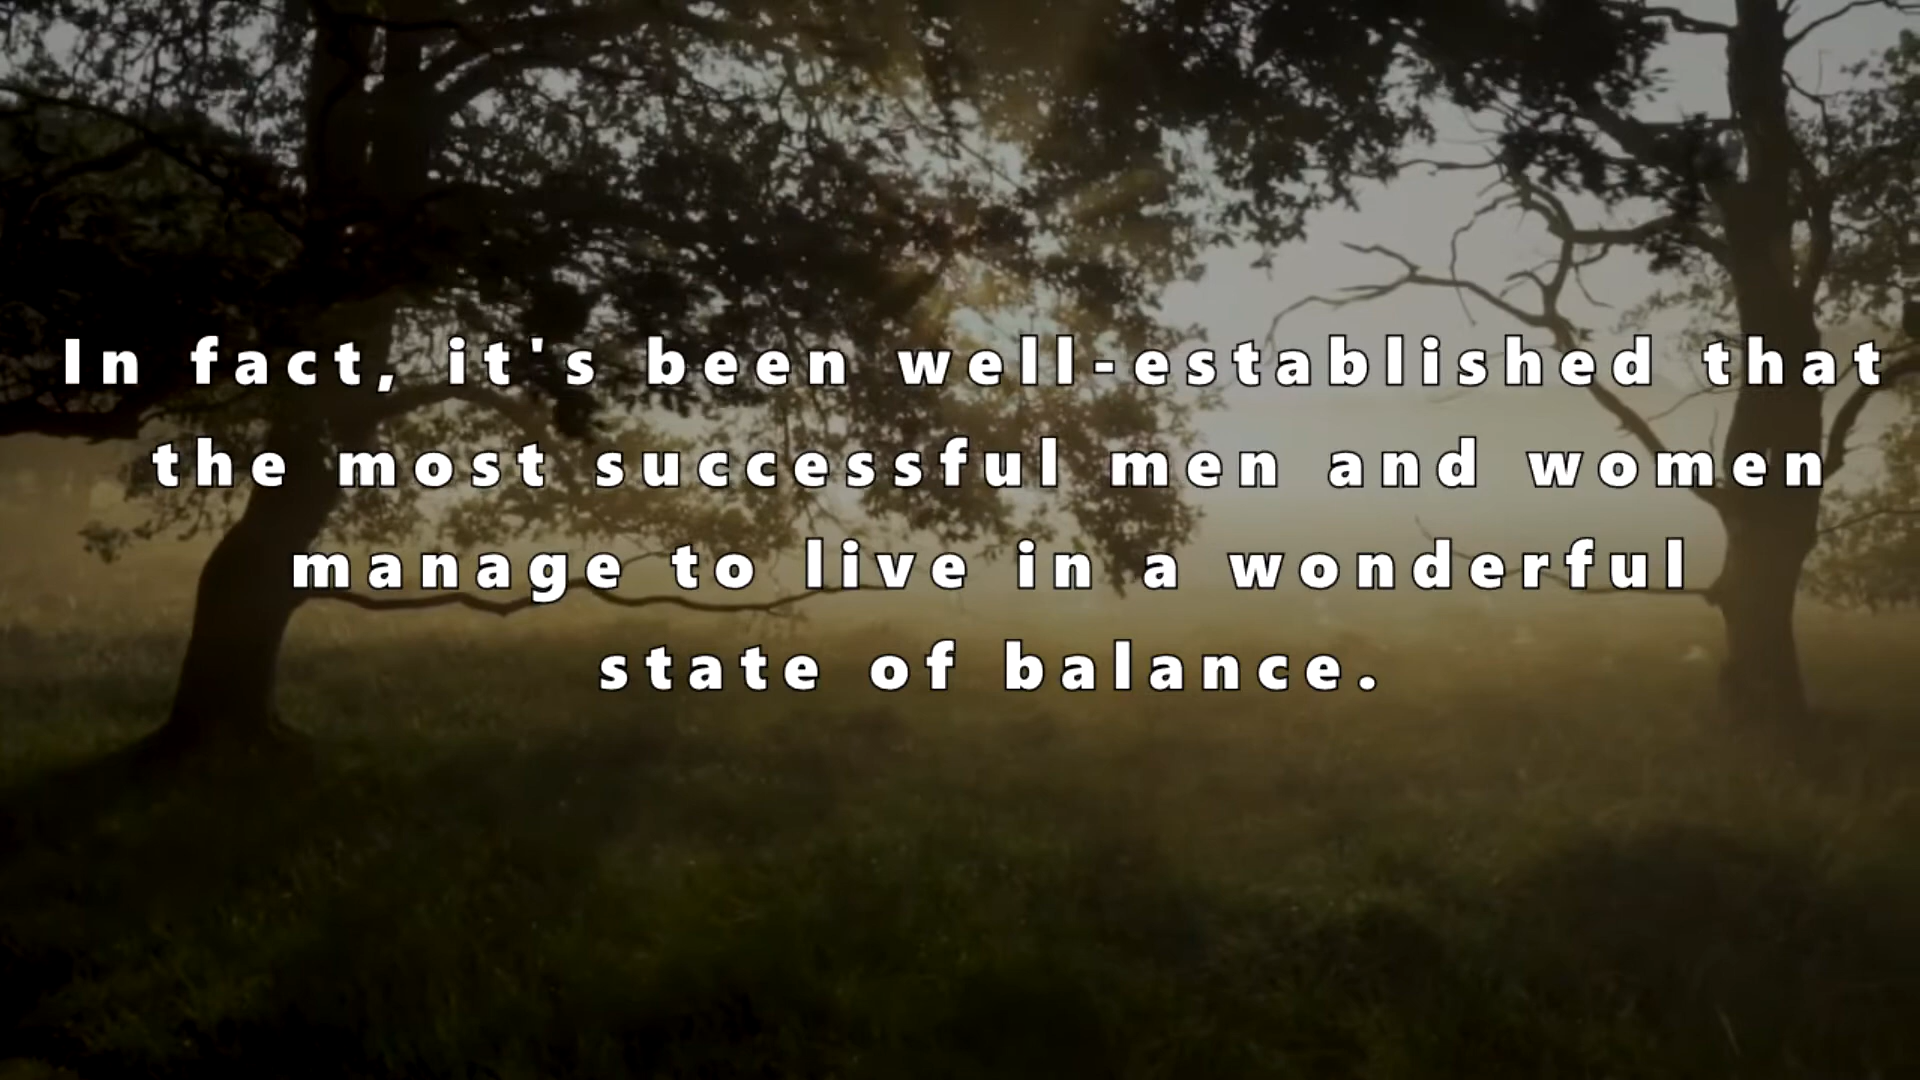 In fact, it's been well-established that
the most successful men and women
manage to live in a wonderful
state of balance.